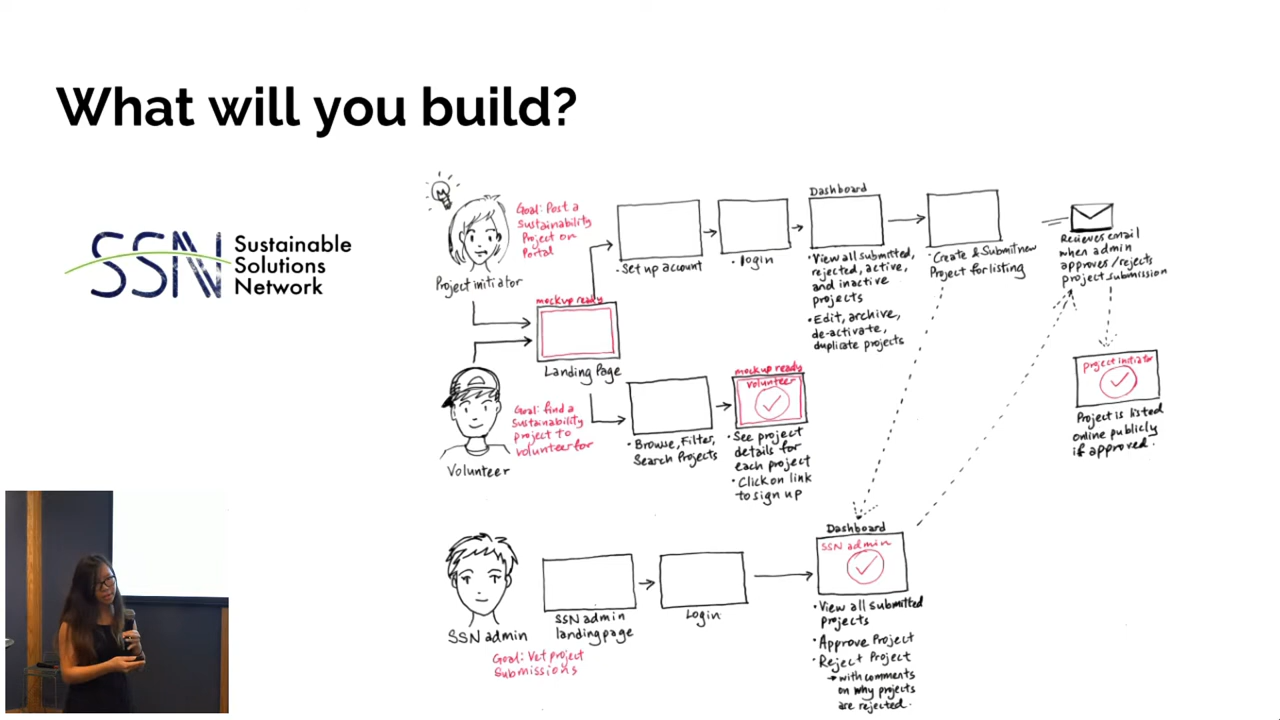 What will you build?
SSN
Sustainable
Solutions
Network
Goal: Post a
Sustainability
Project on
Portal
Project initiator
mockup ready
Landing Page
• Set up account
• login
Dashboard
• View all submitted,
rejected, active,
and inactive
projects
• Edit, archive,
de-activate,
duplicate projects
• Create & Submit new
Project for listing
Recieves email
when admin
approves/rejects
project submission
project initiator
Project is listed
online publicly
if approved.
Goal: find a
Sustainability
project to
volunteer for
Volunteer
• Browse, Filter,
Search Projects
mockup ready
volunteer
• See project
details for
each project
• Click on link
to sign up
SSN admin
Goal: Vet project
Submissions
SSN admin
landing page
Login
Dashboard
SSN admin
• View all submitted
projects
• Approve Project
• Reject Project
→ with comments
on why projects
are rejected.